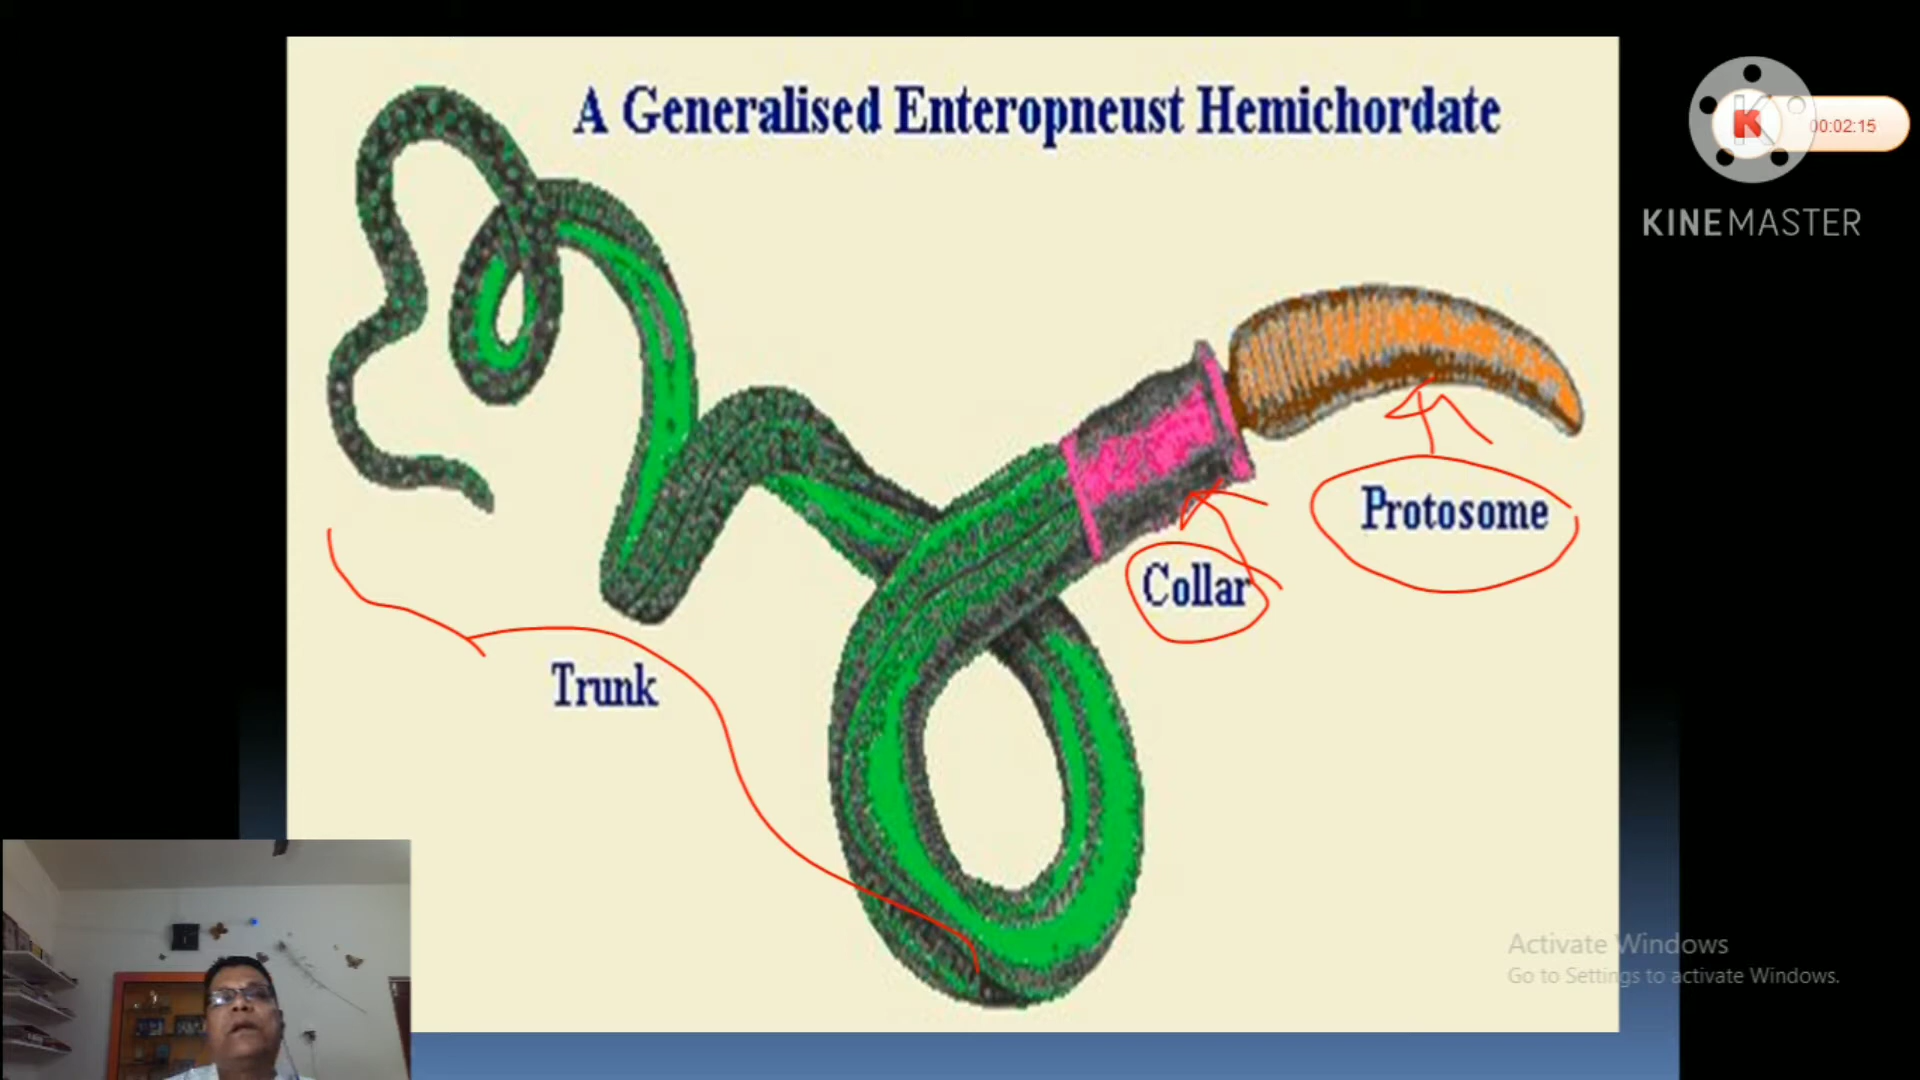 A Generalised Enteropneust Hemichordate
K
00:02:15
KINEMASTER
Protosome
Collar
Trunk
Activate Windows
Go to Settings to activate Windows.